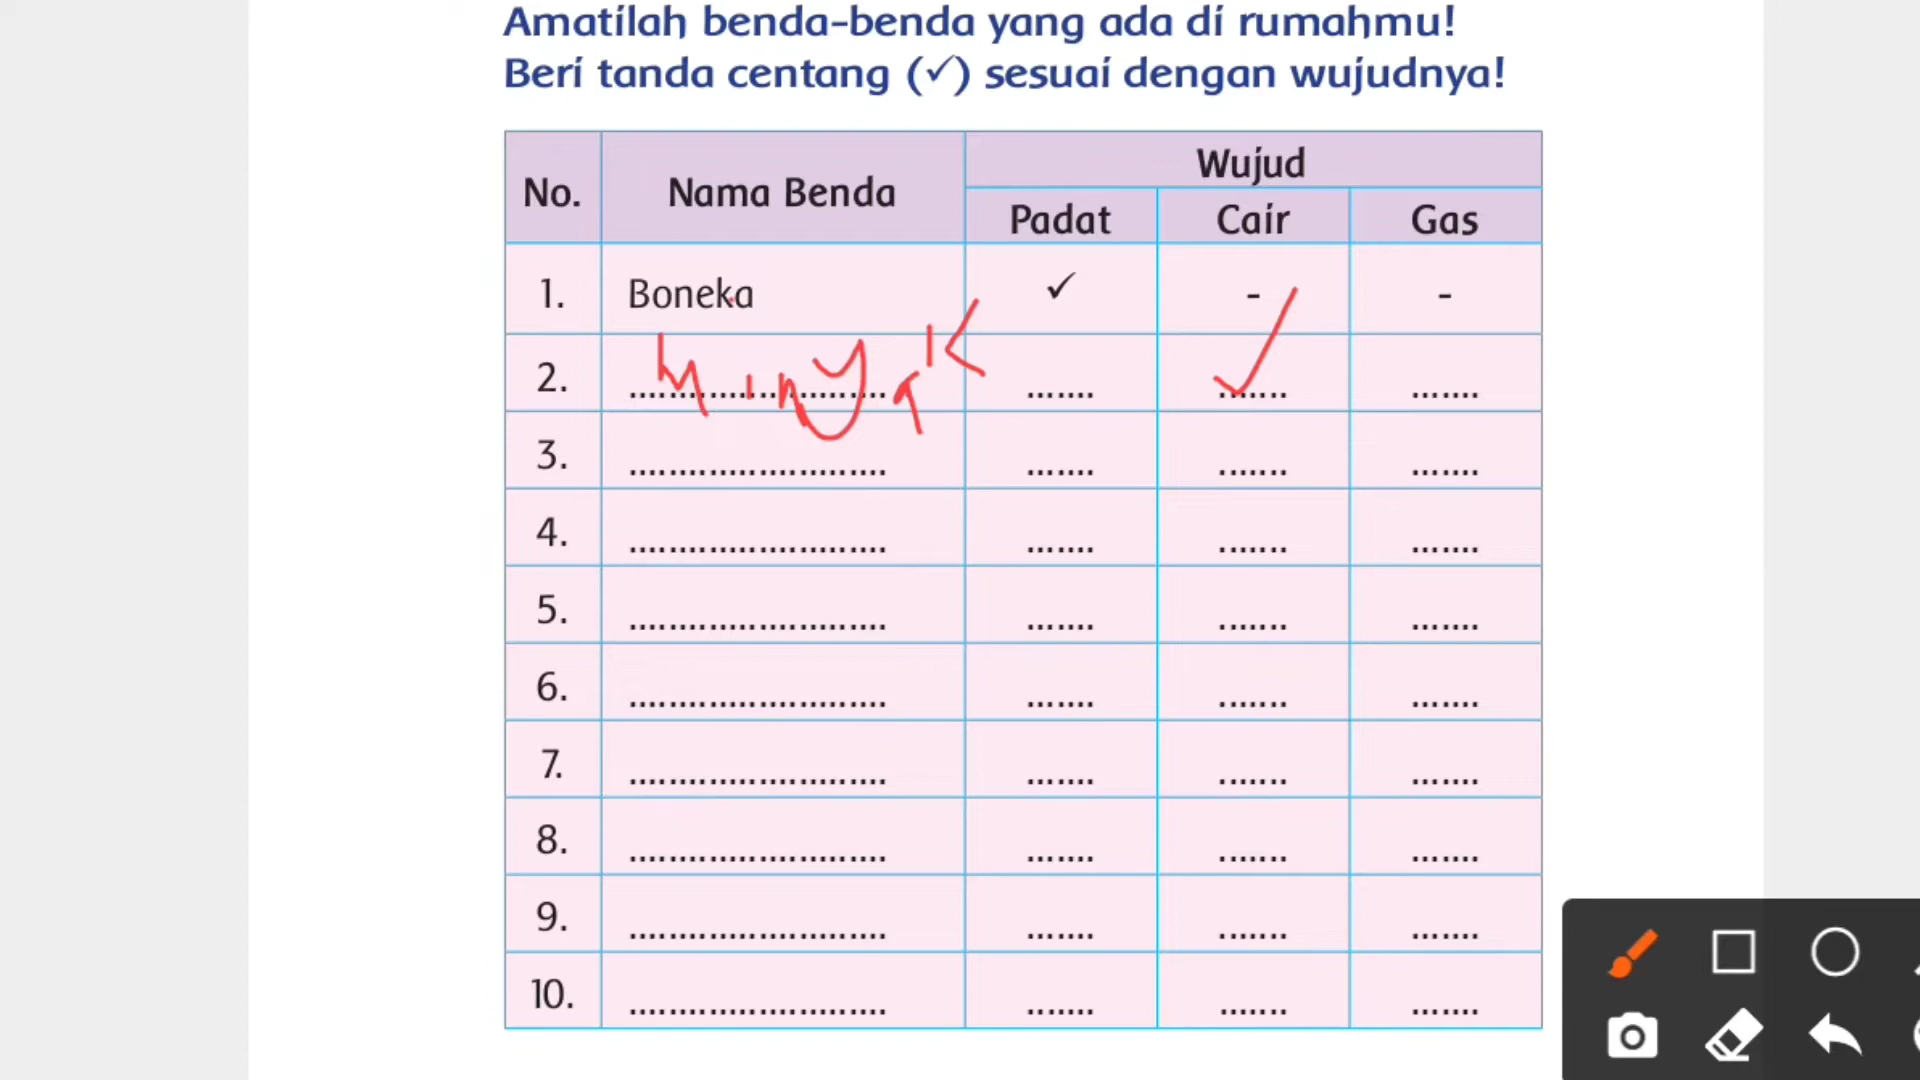 Amatilah benda-benda yang ada di rumahmu!
Beri tanda centang (✓) sesuai dengan wujudnya!
No. Nama Benda Wujud
Padat Cair Gas
1. Boneka ✓ - -
2. minyak ....... ✓ .......
3. .......................... ....... ....... .......
4. .......................... ....... ....... .......
5. .......................... ....... ....... .......
6. .......................... ....... ....... .......
7. .......................... ....... ....... .......
8. .......................... ....... ....... .......
9. .......................... ....... ....... .......
10. .......................... ....... ....... .......